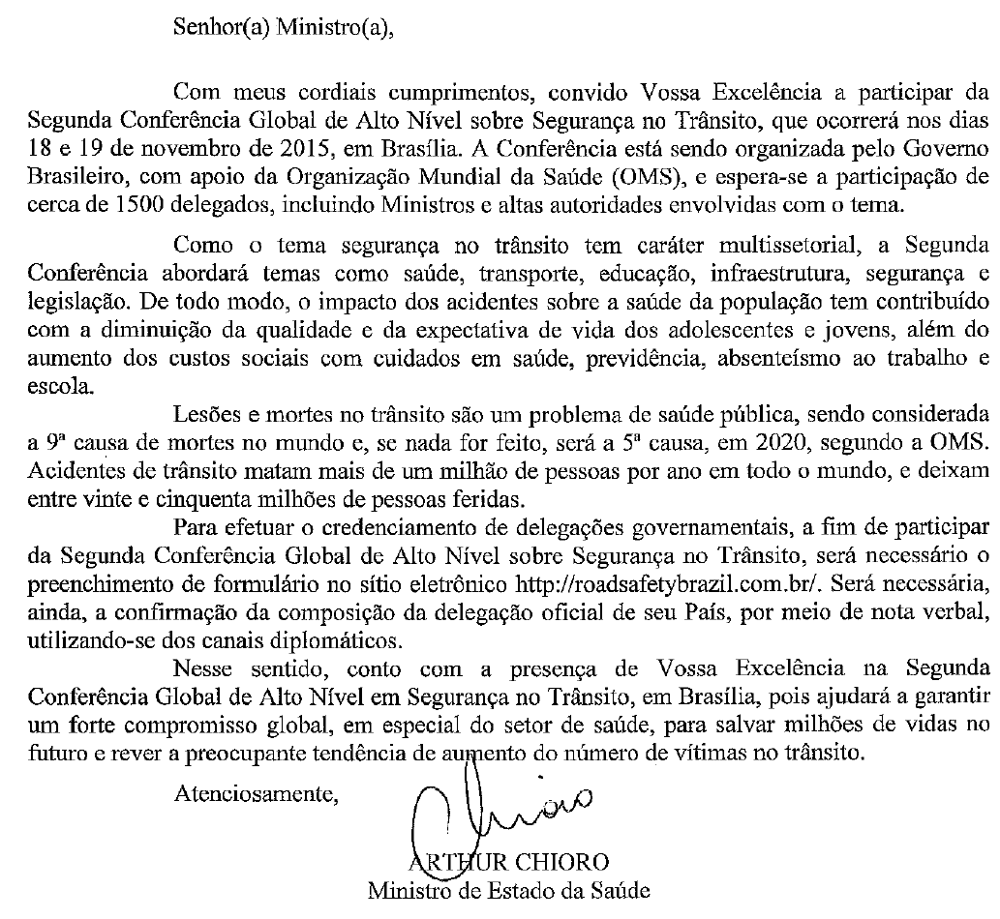 Senhor(a) Ministro(a),
Com meus cordiais cumprimentos, convido Vossa Excelência a participar da
Segunda Conferência Global de Alto Nível sobre Segurança no Trânsito, que ocorrerá nos dias
18 e 19 de novembro de 2015, em Brasília. A Conferência está sendo organizada pelo Governo
Brasileiro, com apoio da Organização Mundial da Saúde (OMS), e espera-se a participação de
cerca de 1500 delegados, incluindo Ministros e altas autoridades envolvidas com o tema.
Como o tema segurança no trânsito tem caráter multissetorial, a Segunda
Conferência abordará temas como saúde, transporte, educação, infraestrutura, segurança e
legislação. De todo modo, o impacto dos acidentes sobre a saúde da população tem contribuído
com a diminuição da qualidade e da expectativa de vida dos adolescentes e jovens, além do
aumento dos custos sociais com cuidados em saúde, previdência, absenteísmo ao trabalho e
escola.
Lesões e mortes no trânsito são um problema de saúde pública, sendo considerada
a 9ª causa de mortes no mundo e, se nada for feito, será a 5ª causa, em 2020, segundo a OMS.
Acidentes de trânsito matam mais de um milhão de pessoas por ano em todo o mundo, e deixam
entre vinte e cinquenta milhões de pessoas feridas.
Para efetuar o credenciamento de delegações governamentais, a fim de participar
da Segunda Conferência Global de Alto Nível sobre Segurança no Trânsito, será necessário o
preenchimento de formulário no sítio eletrônico http://roadsafetybrazil.com.br/. Será necessária,
ainda, a confirmação da composição da delegação oficial de seu País, por meio de nota verbal,
utilizando-se dos canais diplomáticos.
Nesse sentido, conto com a presença de Vossa Excelência na Segunda
Conferência Global de Alto Nível em Segurança no Trânsito, em Brasília, pois ajudará a garantir
um forte compromisso global, em especial do setor de saúde, para salvar milhões de vidas no
futuro e rever a preocupante tendência de aumento do número de vítimas no trânsito.
Atenciosamente,
Chioro
ARTHUR CHIORO
Ministro de Estado da Saúde